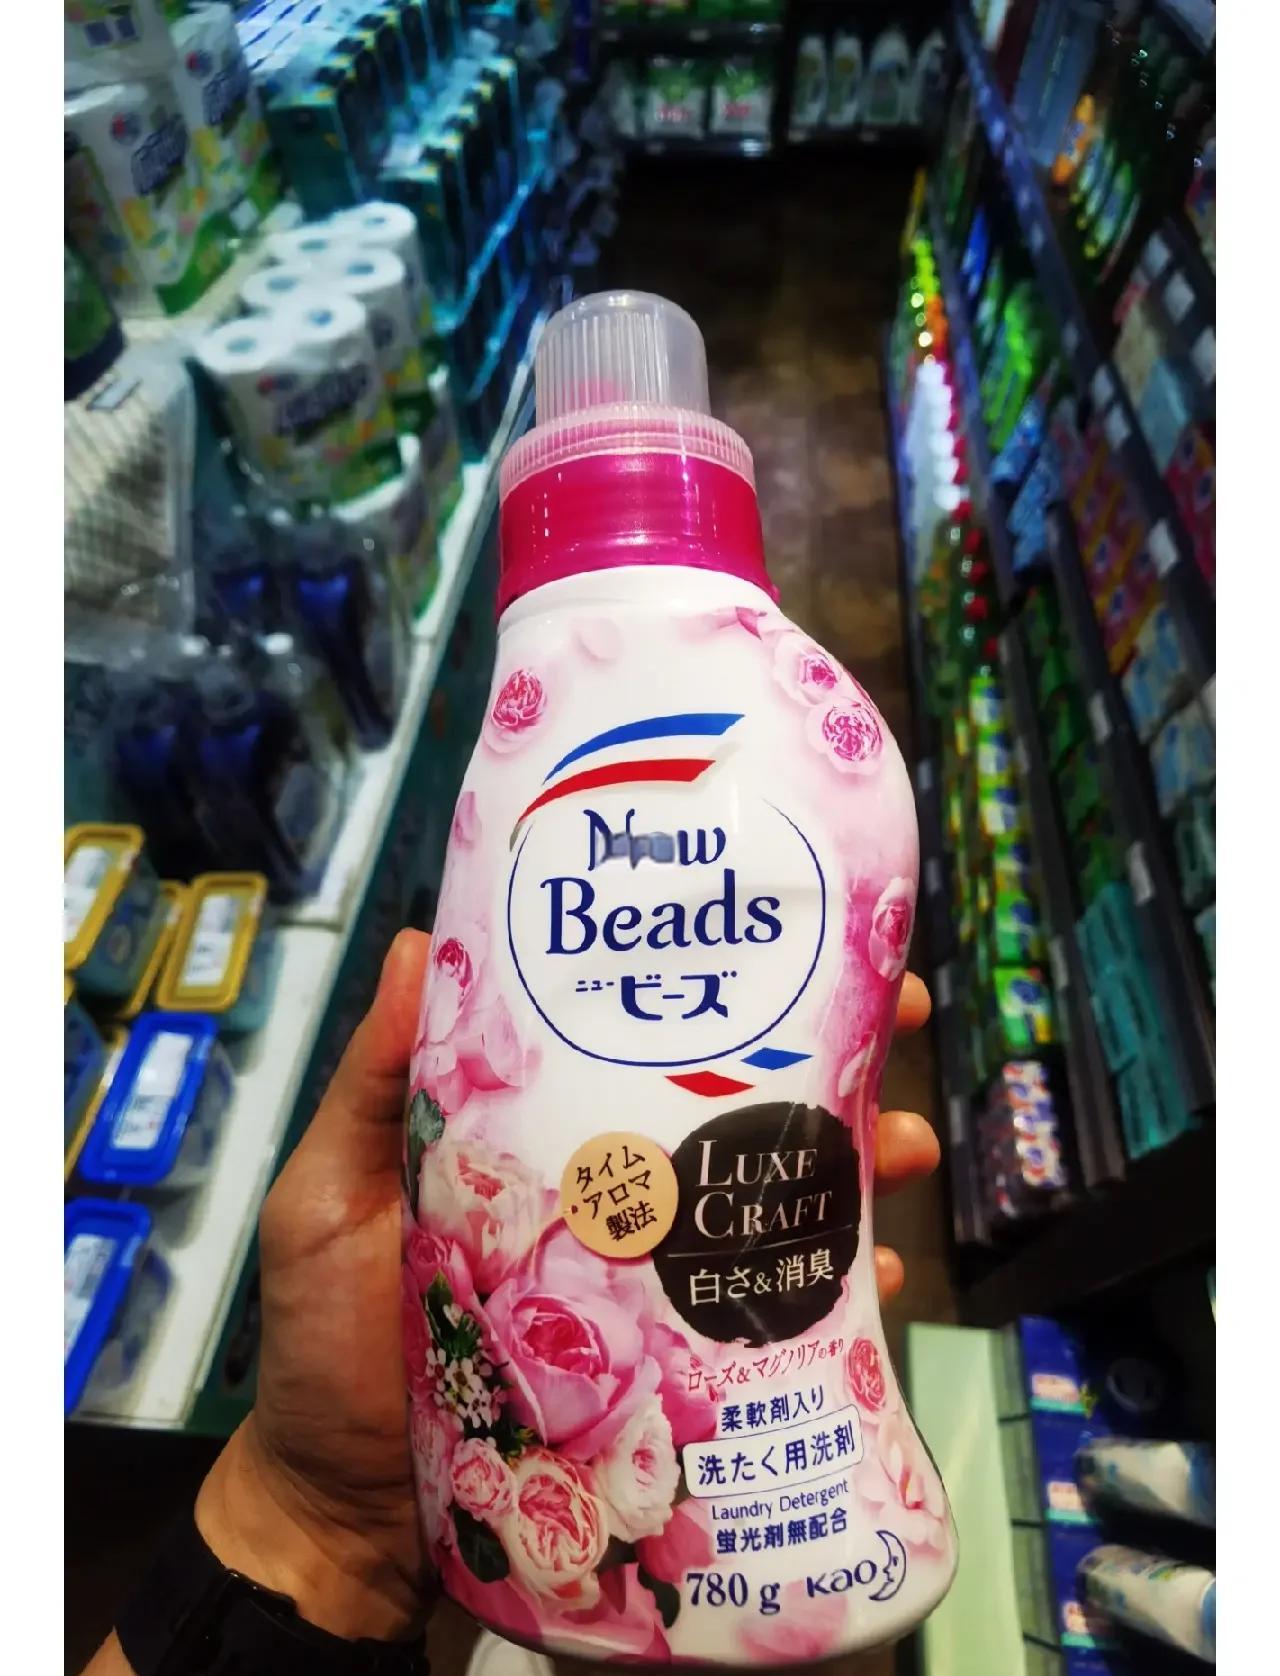 New
Beads
ニュービーズ
タイム
アロマ
製法
LUXE
CRAFT
白さ&消臭
ローズ&マグノリアの香り
柔軟剤入り
洗たく用洗剤
Laundry Detergent
蛍光剤無配合
780 g
Kao